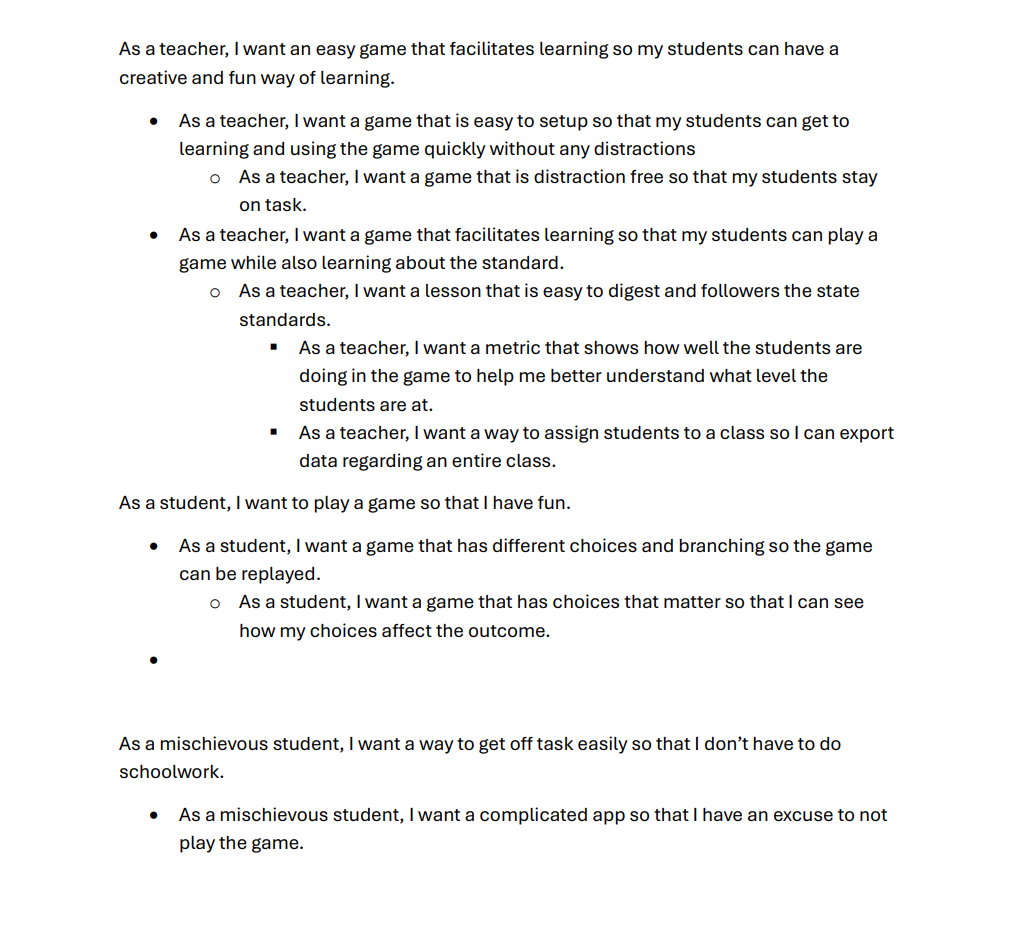 As a teacher, I want an easy game that facilitates learning so my students can have a
creative and fun way of learning.
• As a teacher, I want a game that is easy to setup so that my students can get to
learning and using the game quickly without any distractions
o As a teacher, I want a game that is distraction free so that my students stay
on task.
• As a teacher, I want a game that facilitates learning so that my students can play a
game while also learning about the standard.
o As a teacher, I want a lesson that is easy to digest and followers the state
standards.
▪ As a teacher, I want a metric that shows how well the students are
doing in the game to help me better understand what level the
students are at.
▪ As a teacher, I want a way to assign students to a class so I can export
data regarding an entire class.
As a student, I want to play a game so that I have fun.
• As a student, I want a game that has different choices and branching so the game
can be replayed.
o As a student, I want a game that has choices that matter so that I can see
how my choices affect the outcome.
•
As a mischievous student, I want a way to get off task easily so that I don’t have to do
schoolwork.
• As a mischievous student, I want a complicated app so that I have an excuse to not
play the game.